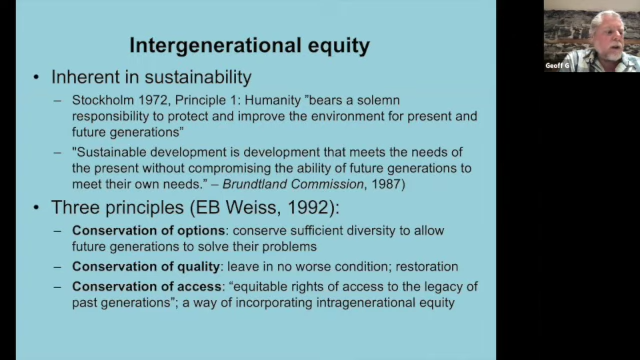 Intergenerational equity
• Inherent in sustainability
– Stockholm 1972, Principle 1: Humanity "bears a solemn
responsibility to protect and improve the environment for present and
future generations"
– "Sustainable development is development that meets the needs of
the present without compromising the ability of future generations to
meet their own needs." – Brundtland Commission, 1987)
• Three principles (EB Weiss, 1992):
– Conservation of options: conserve sufficient diversity to allow
future generations to solve their problems
– Conservation of quality: leave in no worse condition; restoration
– Conservation of access: "equitable rights of access to the legacy of
past generations"; a way of incorporating intragenerational equity
Geoff G